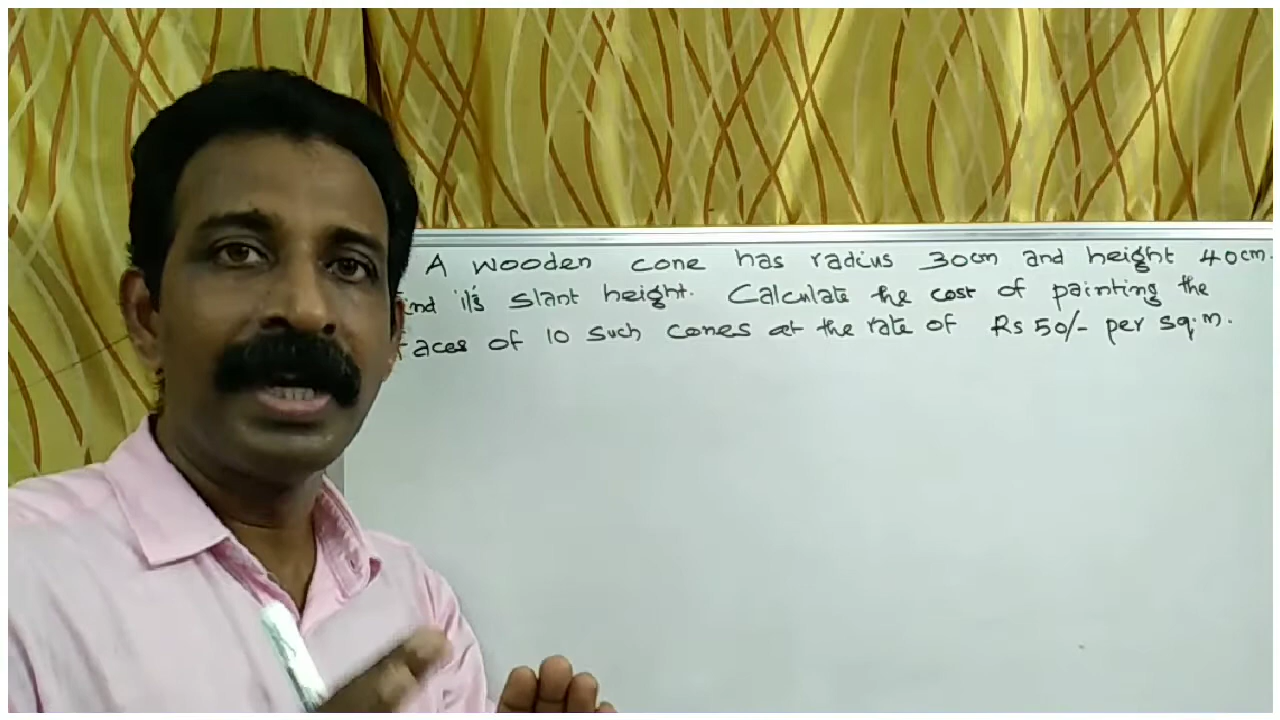 A wooden cone has radius 30cm and height 40cm.
ind it's slant height. Calculate the cost of painting the
faces of 10 such cones at the rate of Rs 50/- per sq.m.